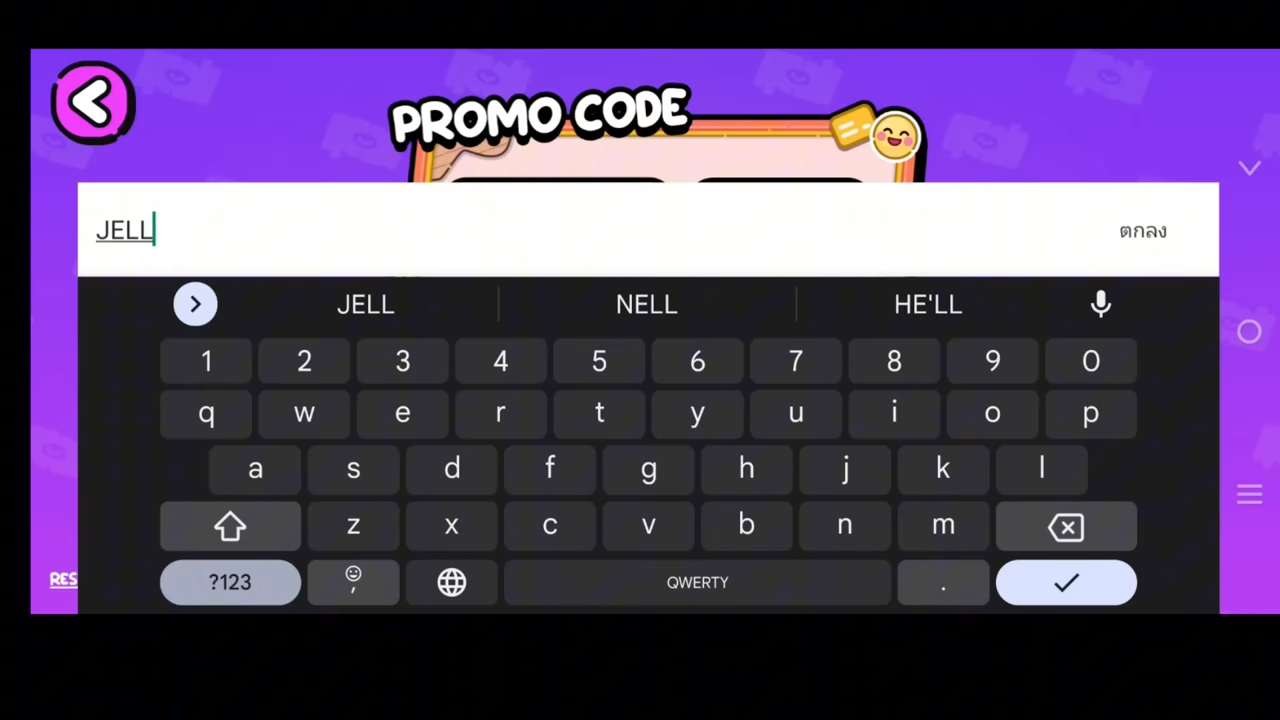 PROMO CODE
JELL
ตกลง
JELL NELL HE'LL
1 2 3 4 5 6 7 8 9 0
q w e r t y u i o p
a s d f g h j k l
z x c v b n m
?123 , QWERTY .
RES